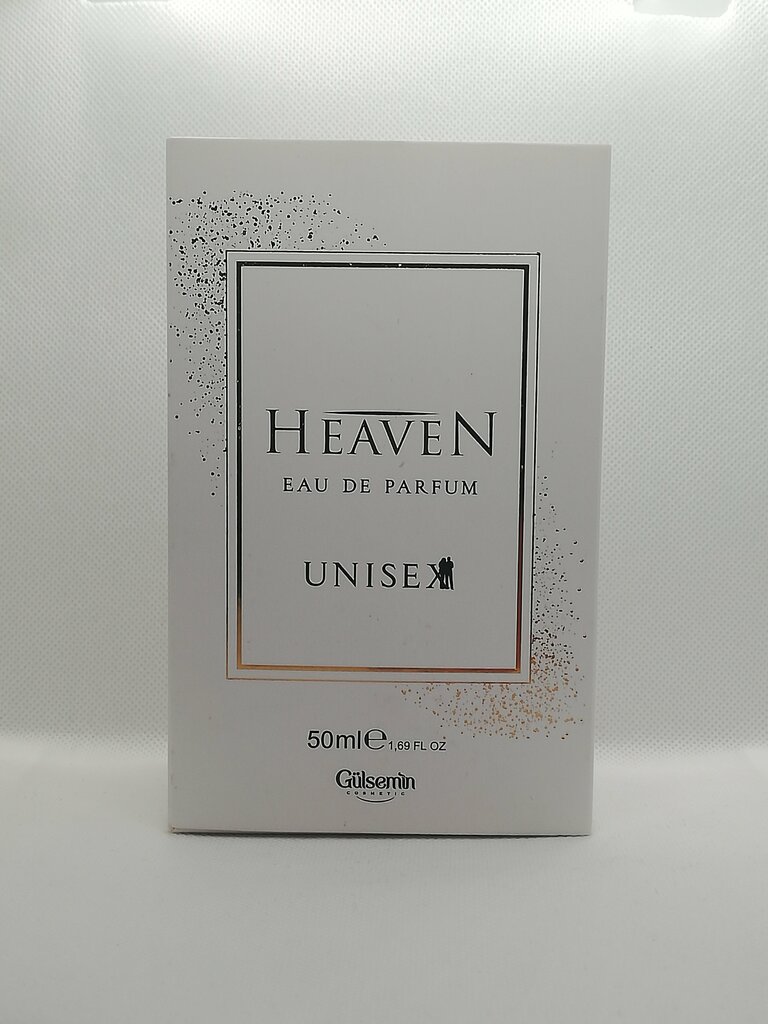 HEAVEN
EAU DE PARFUM
UNISEX
50ml℮1,69 FL OZ
Gülsemin
COSMETIC